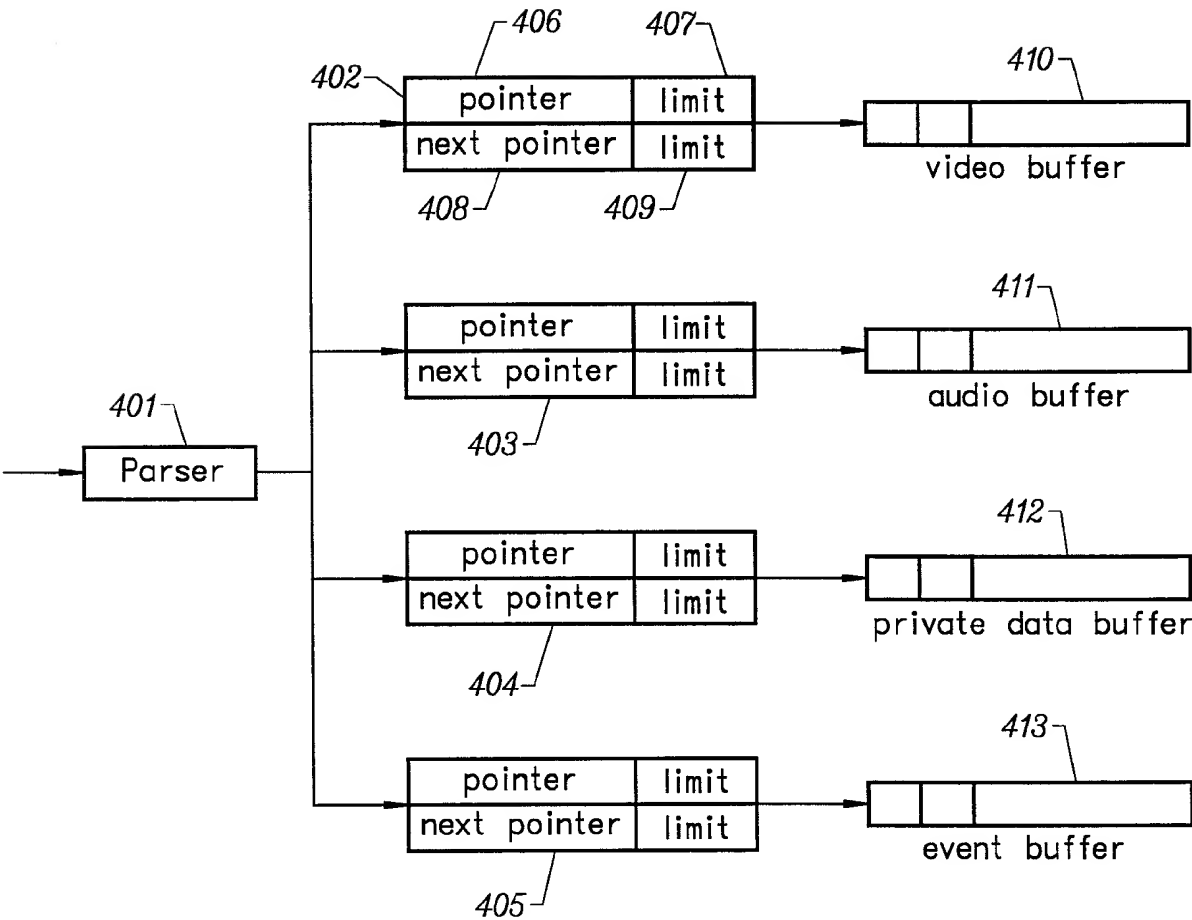 406
407
402
410
pointer limit
next pointer limit
video buffer
408
409
411
pointer limit
next pointer limit
audio buffer
401
403
Parser
412
pointer limit
next pointer limit
private data buffer
404
413
pointer limit
next pointer limit
event buffer
405